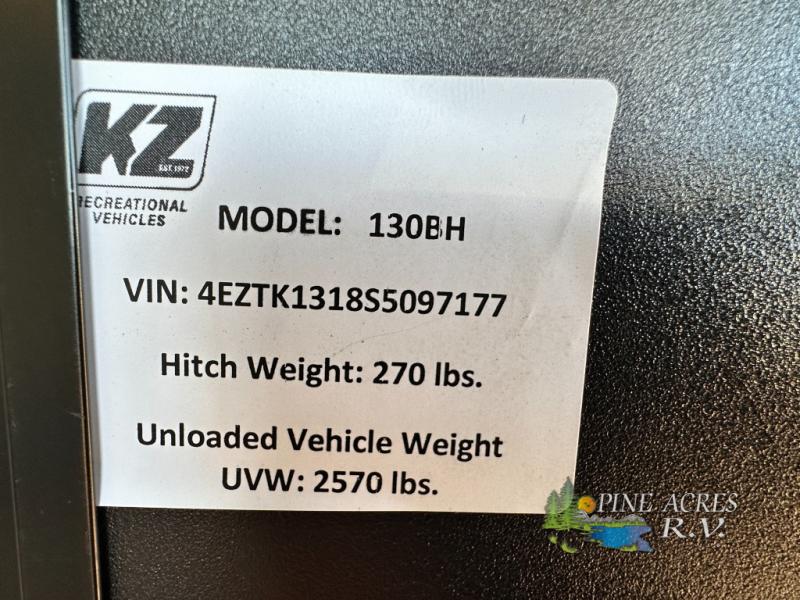 KZ
EST. 1972
RECREATIONAL
VEHICLES
MODEL: 130BH
VIN: 4EZTK1318S5097177
Hitch Weight: 270 lbs.
Unloaded Vehicle Weight
UVW: 2570 lbs.
PINE ACRES
R.V.